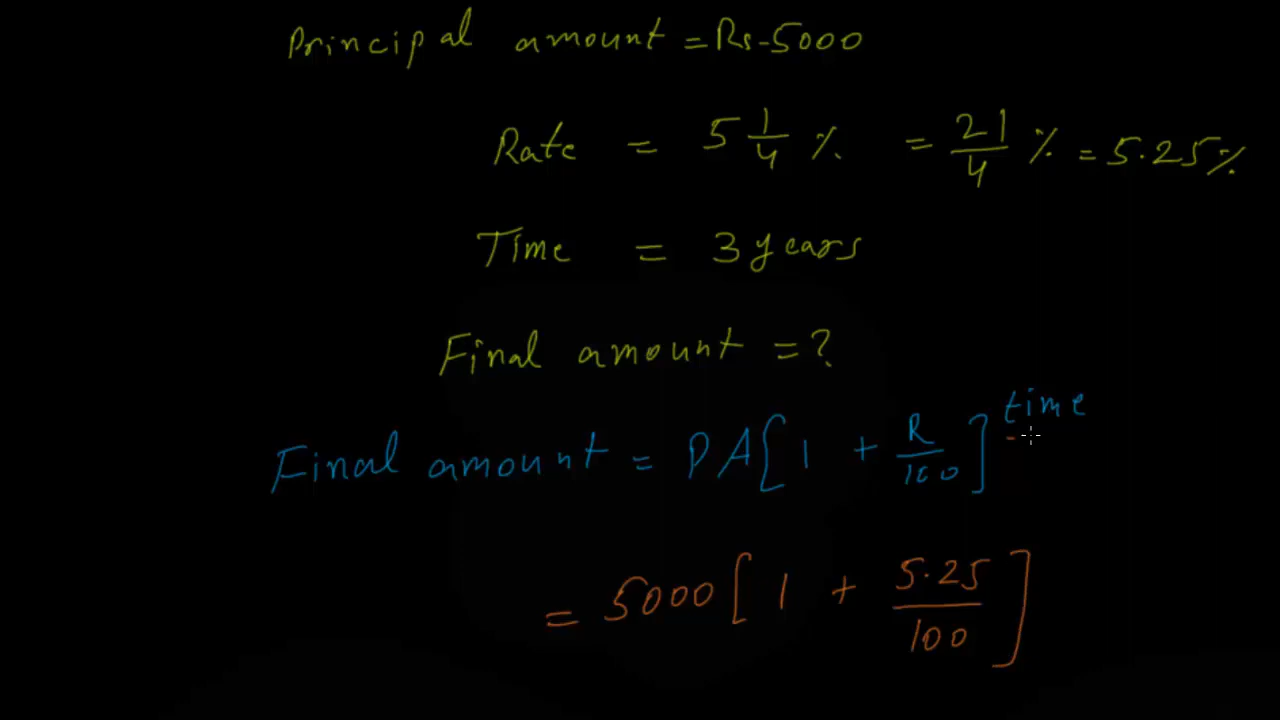 Principal amount = Rs-5000
Rate = 5 1/4 % = 21/4 % = 5.25%
Time = 3 years
Final amount = ?
Final amount = PA[1 + R/100]^time
= 5000[1 + 5.25/100]